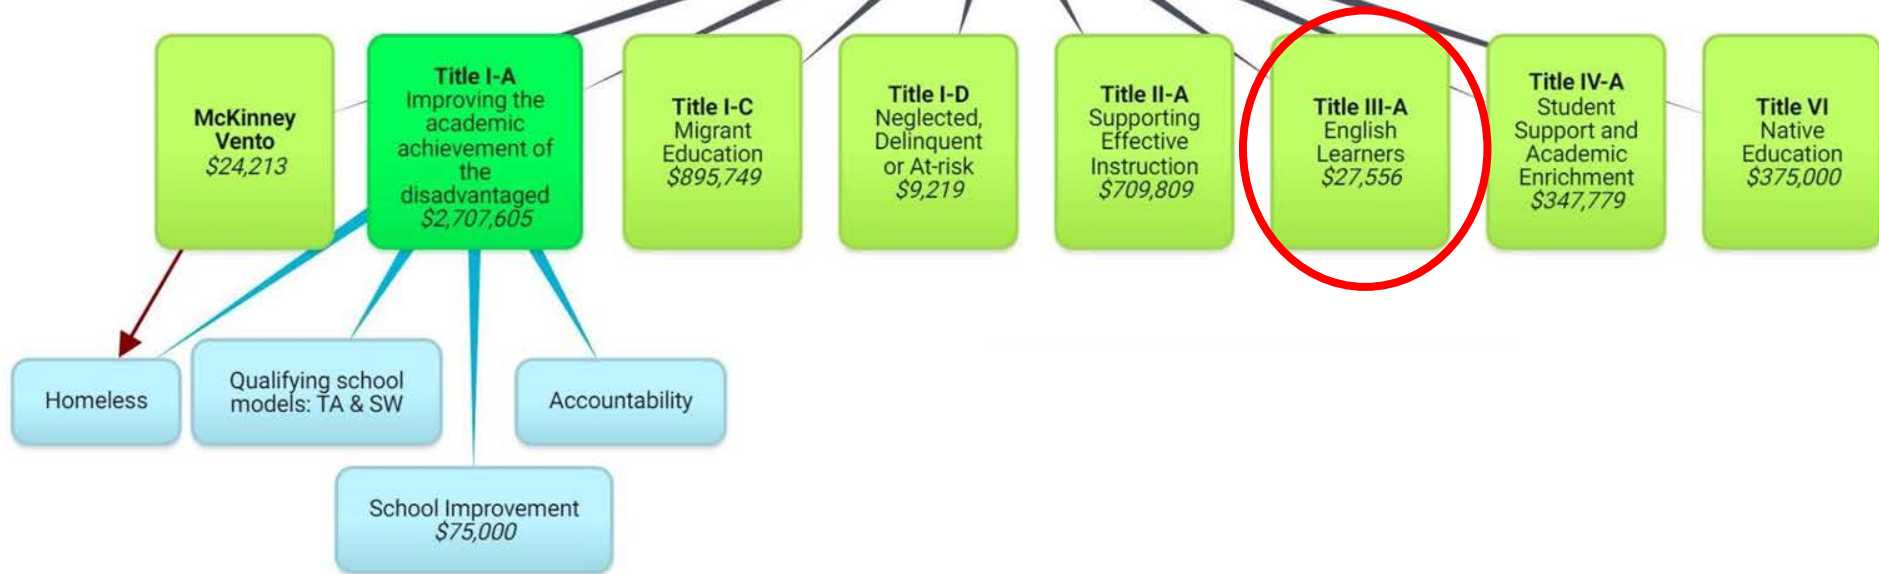 McKinney
Vento
$24,213
Title I-A
Improving the
academic
achievement of
the
disadvantaged
$2,707,605
Title I-C
Migrant
Education
$895,749
Title I-D
Neglected,
Delinquent
or At-risk
$9,219
Title II-A
Supporting
Effective
Instruction
$709,809
Title III-A
English
Learners
$27,556
Title IV-A
Student
Support and
Academic
Enrichment
$347,779
Title VI
Native
Education
$375,000
Homeless
Qualifying school
models: TA & SW
Accountability
School Improvement
$75,000